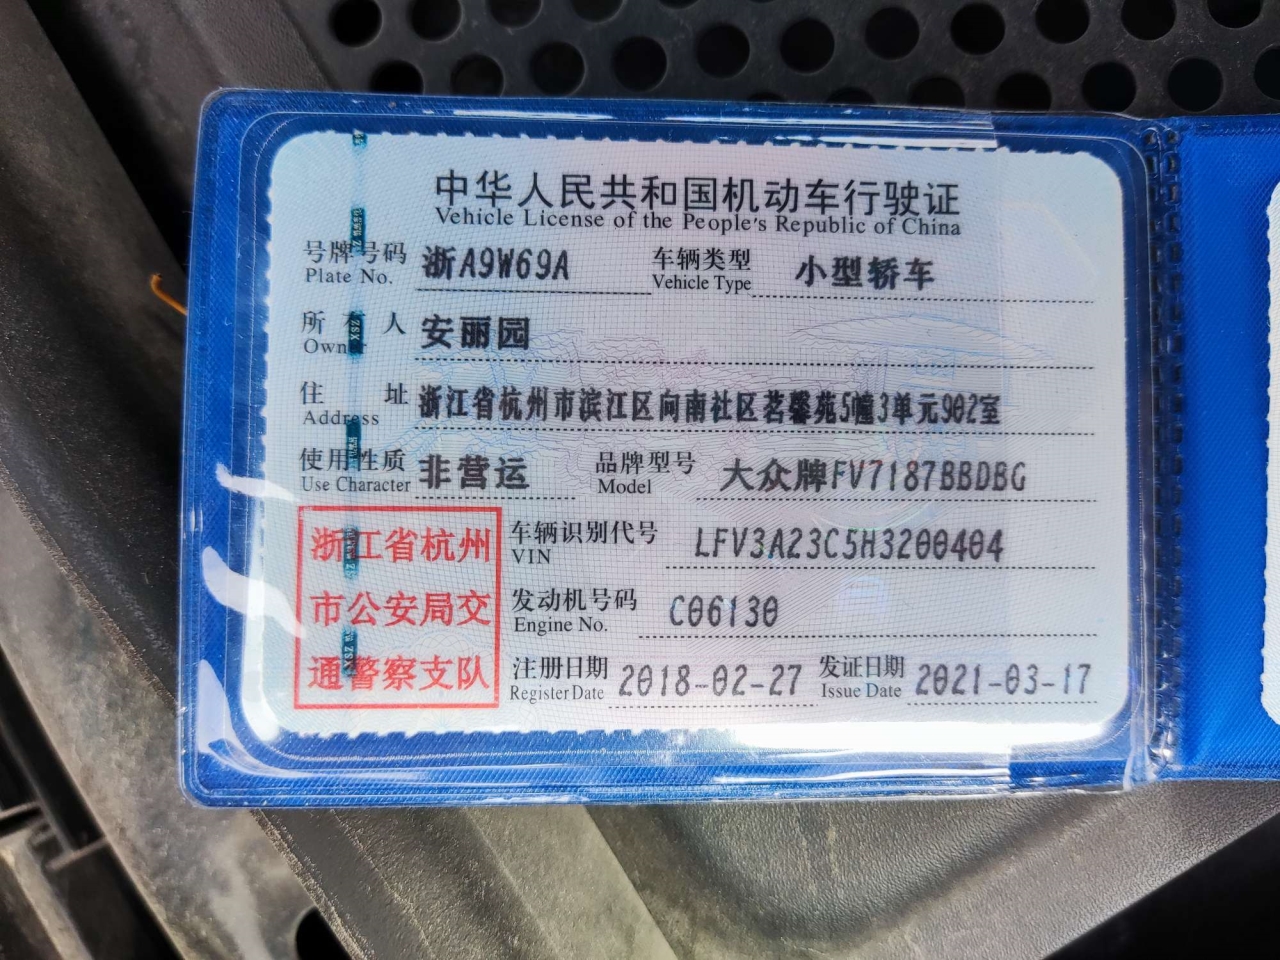 中华人民共和国机动车行驶证
Vehicle License of the People's Republic of China
号牌号码 浙A9W69A 车辆类型 小型轿车
Plate No. Vehicle Type
所有人 安丽园
Owner
住址 浙江省杭州市滨江区向南社区茗馨苑5幢3单元902室
Address
使用性质 非营运 品牌型号 大众牌FV7187BBDBG
Use Character Model
浙江省杭州
市公安局交
通警察支队
车辆识别代号 LFV3A23C5H3200404
VIN
发动机号码 C06130
Engine No.
注册日期 2018-02-27 发证日期 2021-03-17
Register Date Issue Date